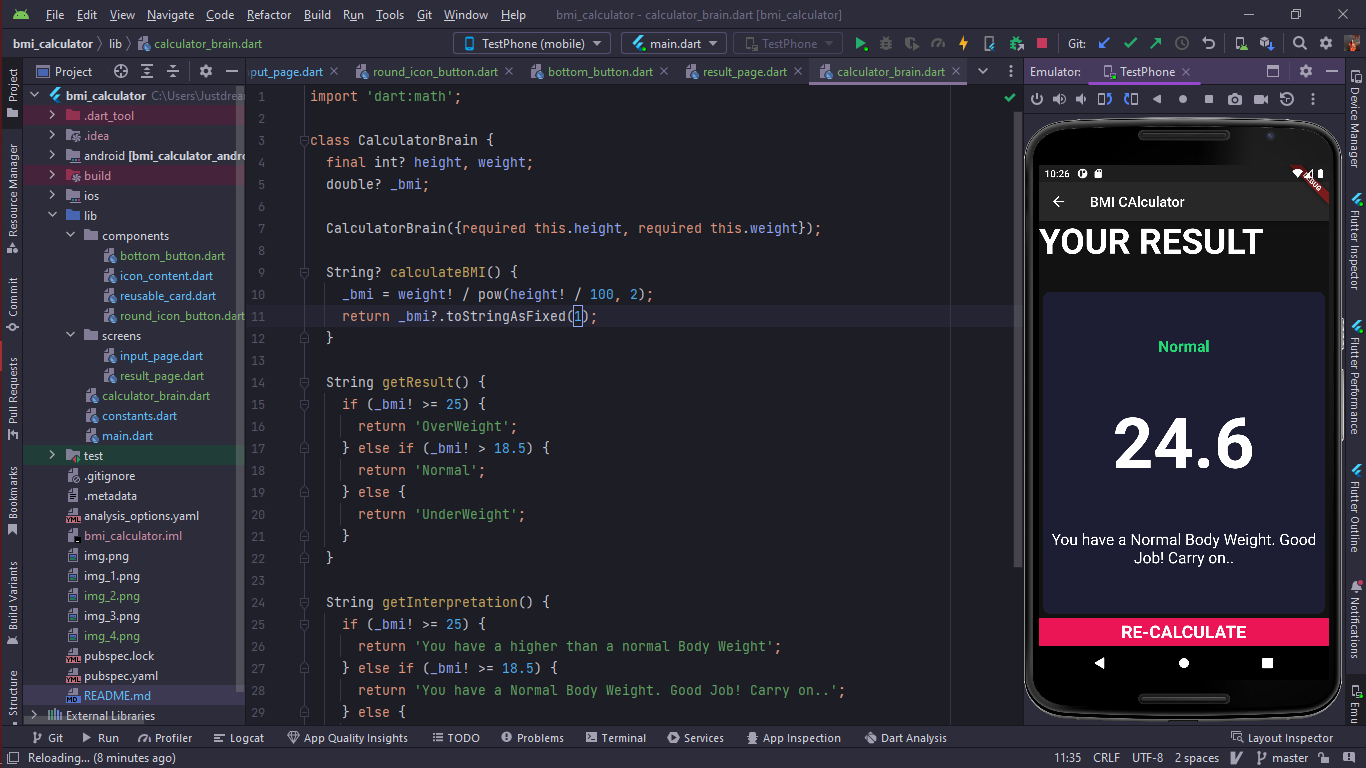 File Edit View Navigate Code Refactor Build Run Tools Git Window Help bmi_calculator - calculator_brain.dart [bmi_calculator]
bmi_calculator lib calculator_brain.dart TestPhone (mobile) main.dart TestPhone Git:
Project
Resource Manager
Commit
Pull Requests
Bookmarks
Build Variants
Structure
Project
bmi_calculator C:\Users\Justdrea
.dart_tool
.idea
android [bmi_calculator_andro
build
ios
lib
components
bottom_button.dart
icon_content.dart
reusable_card.dart
round_icon_button.dart
screens
input_page.dart
result_page.dart
calculator_brain.dart
constants.dart
main.dart
test
.gitignore
.metadata
analysis_options.yaml
bmi_calculator.iml
img.png
img_1.png
img_2.png
img_3.png
img_4.png
pubspec.lock
pubspec.yaml
README.md
External Libraries
put_page.dart round_icon_button.dart bottom_button.dart result_page.dart calculator_brain.dart
1 import 'dart:math';
2
3 class CalculatorBrain {
4 final int? height, weight;
5 double? _bmi;
6
7 CalculatorBrain({required this.height, required this.weight});
8
9 String? calculateBMI() {
10 _bmi = weight! / pow(height! / 100, 2);
11 return _bmi?.toStringAsFixed(1);
12 }
13
14 String getResult() {
15 if (_bmi! >= 25) {
16 return 'OverWeight';
17 } else if (_bmi! > 18.5) {
18 return 'Normal';
19 } else {
20 return 'UnderWeight';
21 }
22 }
23
24 String getInterpretation() {
25 if (_bmi! >= 25) {
26 return 'You have a higher than a normal Body Weight';
27 } else if (_bmi! >= 18.5) {
28 return 'You have a Normal Body Weight. Good Job! Carry on..';
29 } else {
Emulator: TestPhone
10:26
DEBUG
BMI CAlculator
YOUR RESULT
Normal
24.6
You have a Normal Body Weight. Good
Job! Carry on..
RE-CALCULATE
Device Manager
Flutter Inspector
Flutter Performance
Flutter Outline
Notifications
Emu
Git Run Profiler Logcat App Quality Insights TODO Problems Terminal Services App Inspection Dart Analysis Layout Inspector
Reloading... (8 minutes ago) 11:35 CRLF UTF-8 2 spaces master